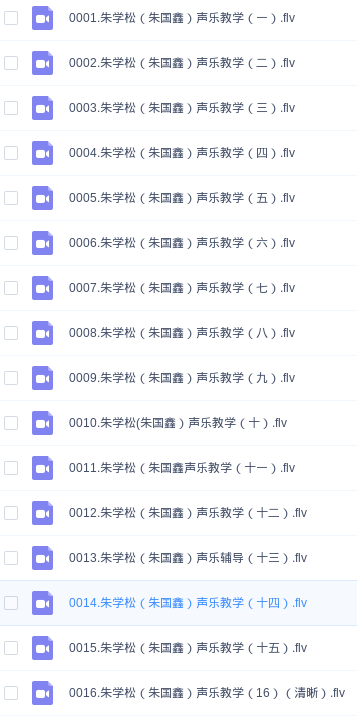 0001.朱学松（朱国鑫）声乐教学（一）.flv
0002.朱学松（朱国鑫）声乐教学（二）.flv
0003.朱学松（朱国鑫）声乐教学（三）.flv
0004.朱学松（朱国鑫）声乐教学（四）.flv
0005.朱学松（朱国鑫）声乐教学（五）.flv
0006.朱学松（朱国鑫）声乐教学（六）.flv
0007.朱学松（朱国鑫）声乐教学（七）.flv
0008.朱学松（朱国鑫）声乐教学（八）.flv
0009.朱学松（朱国鑫）声乐教学（九）.flv
0010.朱学松(朱国鑫）声乐教学（十）.flv
0011.朱学松（朱国鑫声乐教学（十一）.flv
0012.朱学松（朱国鑫）声乐教学（十二）.flv
0013.朱学松（朱国鑫）声乐辅导（十三）.flv
0014.朱学松（朱国鑫）声乐教学（十四）.flv
0015.朱学松（朱国鑫）声乐教学（十五）.flv
0016.朱学松（朱国鑫）声乐教学（16）（清晰）.flv